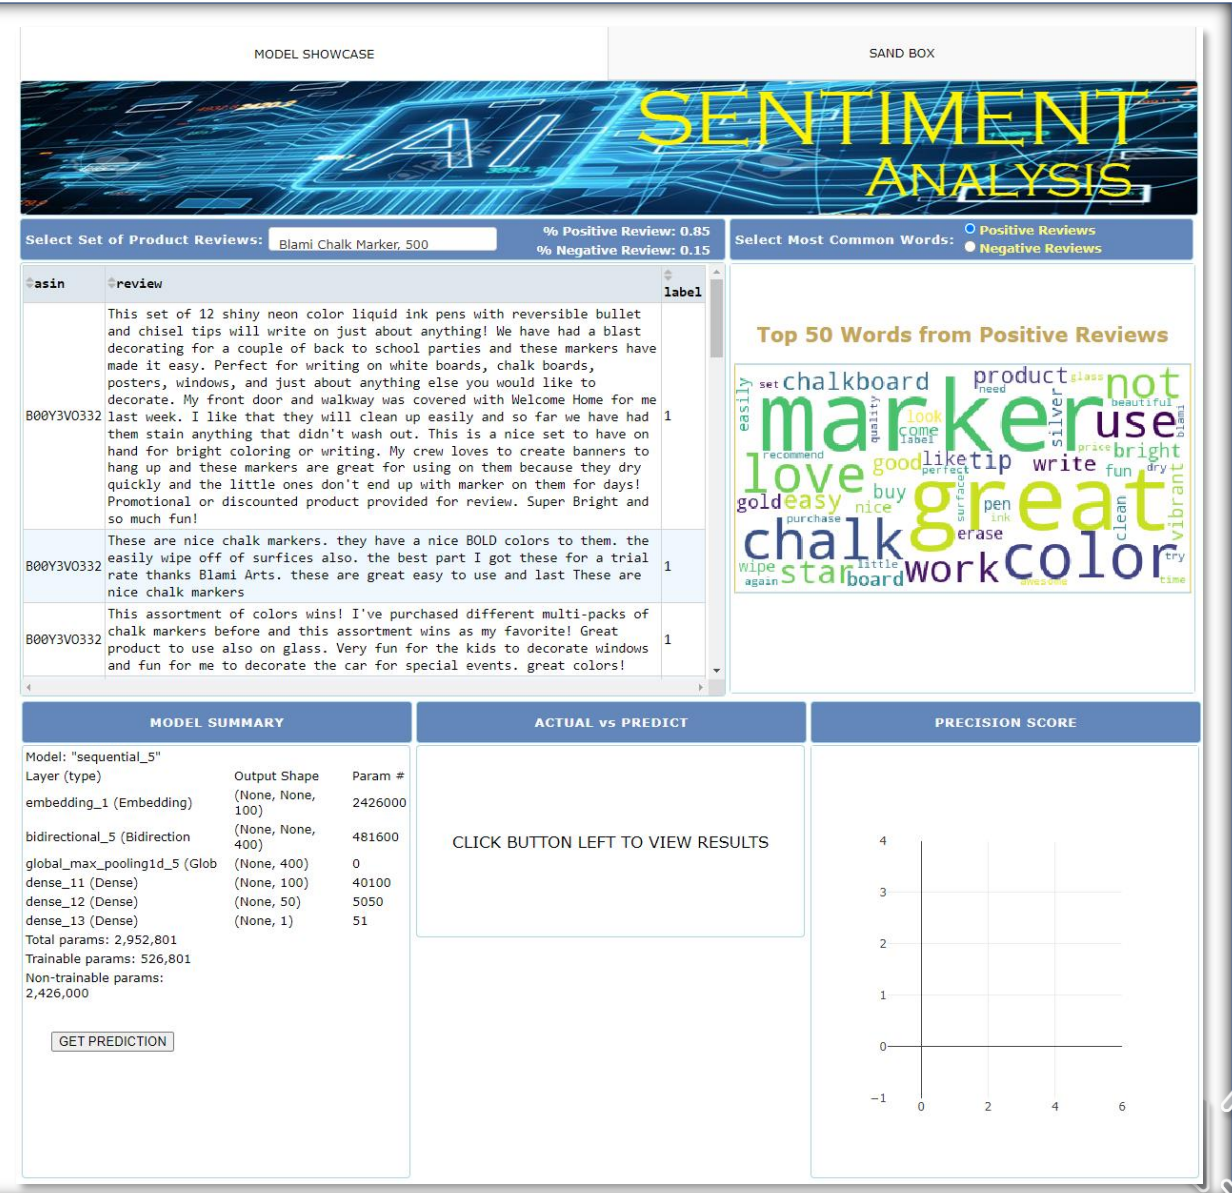 MODEL SHOWCASE
SAND BOX
AI
SENTIMENT
ANALYSIS
Select Set of Product Reviews:
Blami Chalk Marker, 500
% Positive Review: 0.85
% Negative Review: 0.15
Select Most Common Words:
Positive Reviews
Negative Reviews
asin
review
label
B00Y3VO332
This set of 12 shiny neon color liquid ink pens with reversible bullet
and chisel tips will write on just about anything! We have had a blast
decorating for a couple of back to school parties and these markers have
made it easy. Perfect for writing on white boards, chalk boards,
posters, windows, and just about anything else you would like to
decorate. My front door and walkway was covered with Welcome Home for me
last week. I like that they will clean up easily and so far we have had
them stain anything that didn't wash out. This is a nice set to have on
hand for bright coloring or writing. My crew loves to create banners to
hang up and these markers are great for using on them because they dry
quickly and the little ones don't end up with marker on them for days!
Promotional or discounted product provided for review. Super Bright and
so much fun!
1
B00Y3VO332
These are nice chalk markers. they have a nice BOLD colors to them. the
easily wipe off of surfices also. the best part I got these for a trial
rate thanks Blami Arts. these are great easy to use and last These are
nice chalk markers
1
B00Y3VO332
This assortment of colors wins! I've purchased different multi-packs of
chalk markers before and this assortment wins as my favorite! Great
product to use also on glass. Very fun for the kids to decorate windows
and fun for me to decorate the car for special events. great colors!
1
Top 50 Words from Positive Reviews
easily
set
chalkboard
product
need
glass
not
beautiful
marker
quality
look
come
label
silver
use
blami
recommend
love
good
like
perfect
tip
write
price
bright
fun
dry
gold
easy
nice
buy
great
surface
pen
ink
clean
vibrant
purchase
chalk
erase
wipe
again
star
little
board
work
awesome
color
try
time
MODEL SUMMARY
Model: "sequential_5"
Layer (type) Output Shape Param #
embedding_1 (Embedding) (None, None, 100) 2426000
bidirectional_5 (Bidirection (None, None, 400) 481600
global_max_pooling1d_5 (Glob (None, 400) 0
dense_11 (Dense) (None, 100) 40100
dense_12 (Dense) (None, 50) 5050
dense_13 (Dense) (None, 1) 51
Total params: 2,952,801
Trainable params: 526,801
Non-trainable params:
2,426,000
GET PREDICTION
ACTUAL vs PREDICT
CLICK BUTTON LEFT TO VIEW RESULTS
PRECISION SCORE
4
3
2
1
0
−1
0 2 4 6